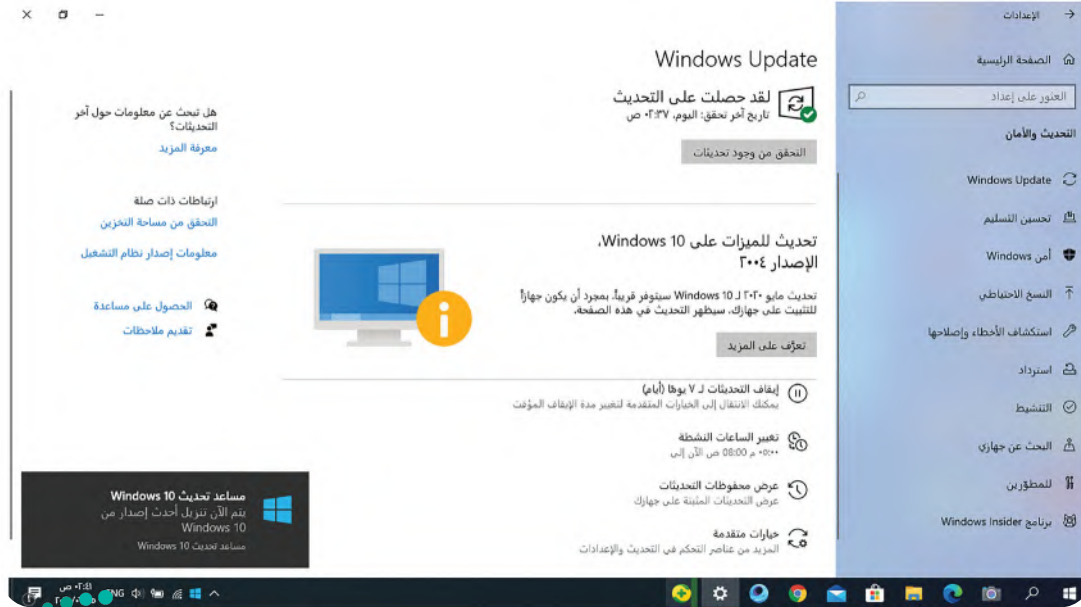 الإعدادات
الصفحة الرئيسية
العثور على إعداد
التحديث والأمان
Windows Update
تحسين التسليم
أمن Windows
النسخ الاحتياطي
استكشاف الأخطاء وإصلاحها
استرداد
التنشيط
البحث عن جهازي
للمطورين
برنامج Windows Insider
Windows Update
لقد حصلت على التحديث
تاريخ آخر تحقق: اليوم، ٠٢:٣٧ ص
التحقق من وجود تحديثات
تحديث للميزات على Windows 10،
الإصدار ٢٠٠٤
تحديث مايو ٢٠٢٠ لـ Windows 10 سيتوفر قريباً. بمجرد أن يكون جهازاً
للتثبيت على جهازك، سيظهر التحديث في هذه الصفحة.
تعرَّف على المزيد
إيقاف التحديثات لـ ٧ يومًا (أيام)
يمكنك الانتقال إلى الخيارات المتقدمة لتغيير مدة الإيقاف المؤقت
تغيير الساعات النشطة
٠٥:٠٠ م 08:00 ص الآن إلى
عرض محفوظات التحديثات
عرض التحديثات المثبتة على جهازك
خيارات متقدمة
المزيد من عناصر التحكم في التحديث والإعدادات
هل تبحث عن معلومات حول آخر
التحديثات؟
معرفة المزيد
ارتباطات ذات صلة
التحقق من مساحة التخزين
معلومات إصدار نظام التشغيل
الحصول على مساعدة
تقديم ملاحظات
مساعد تحديث Windows 10
يتم الآن تنزيل أحدث إصدار من
Windows 10
مساعد تحديث Windows 10